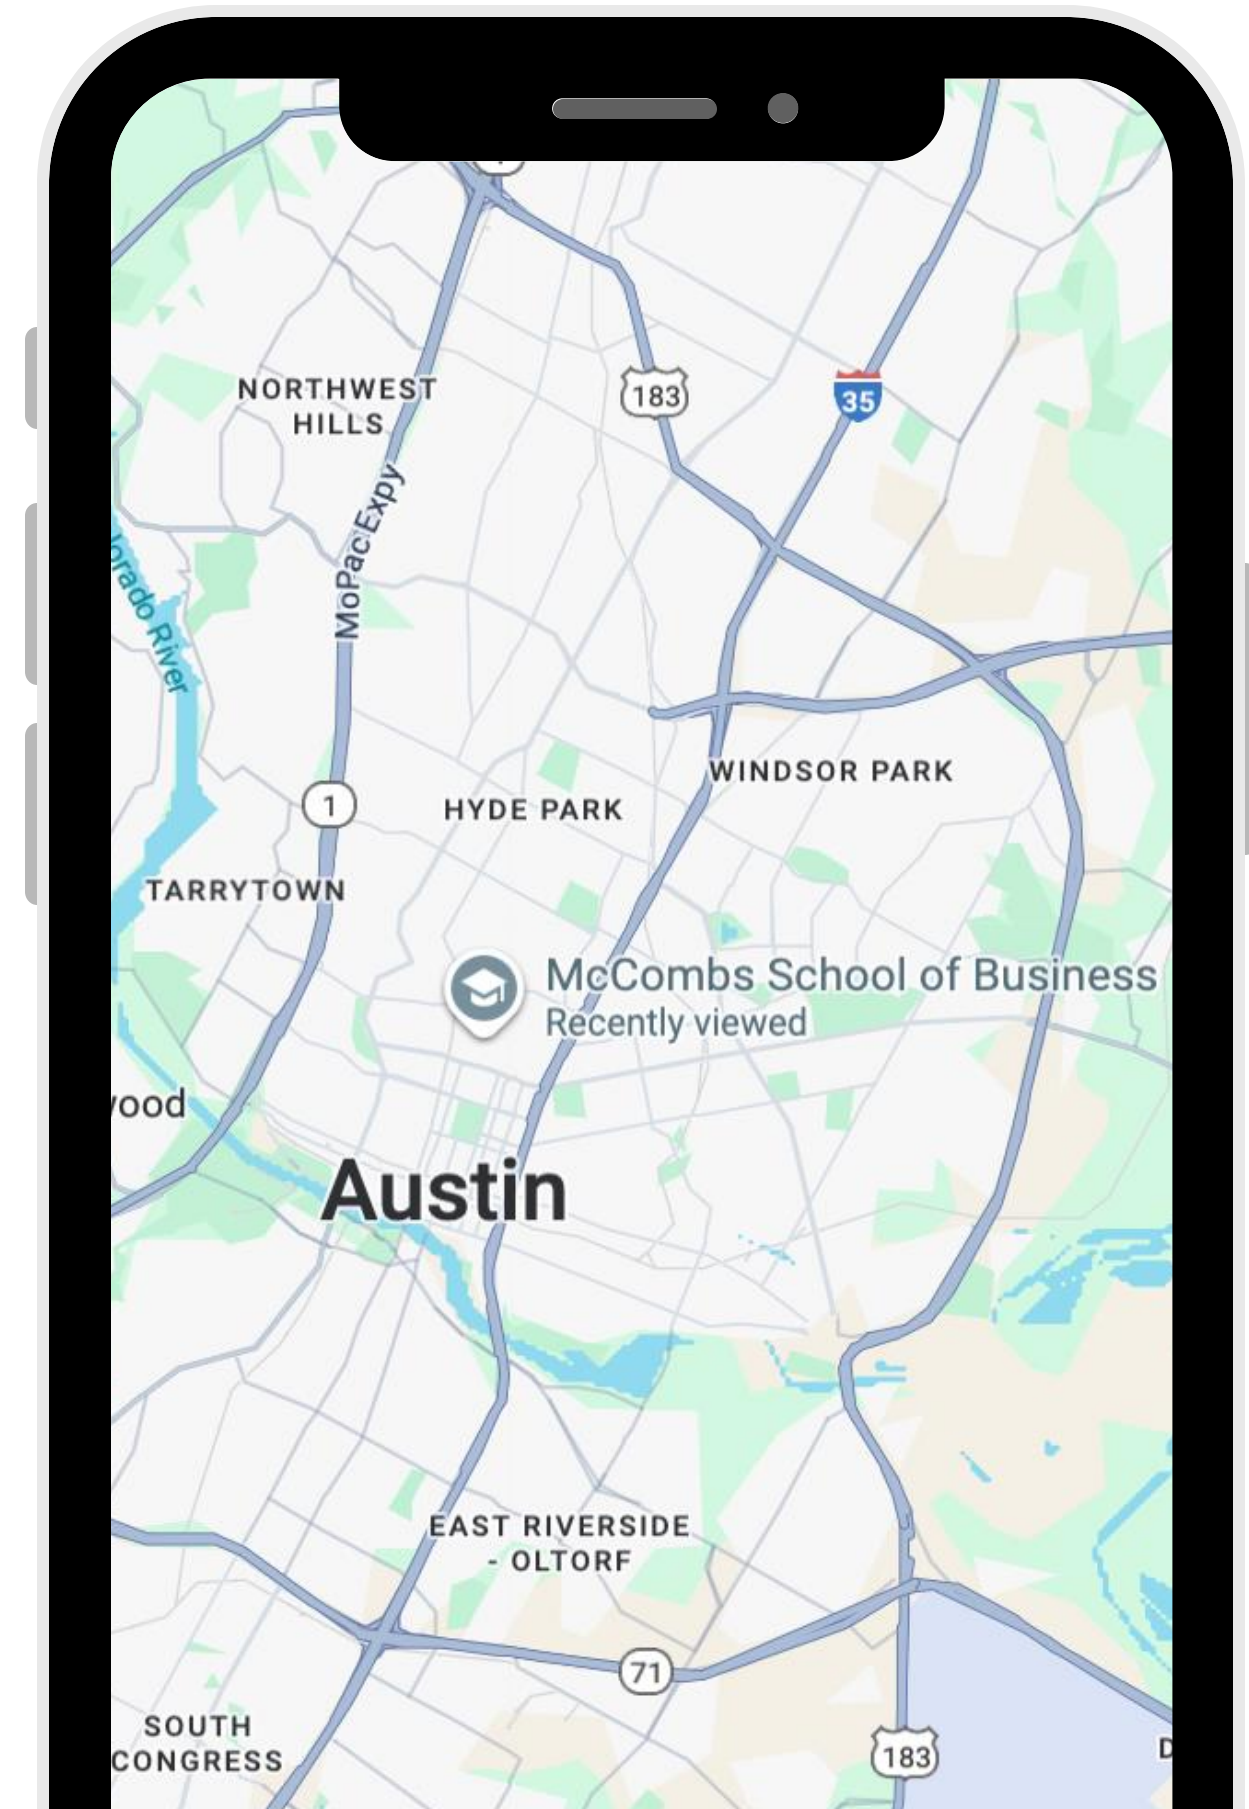 NORTHWEST
HILLS
183
35
MoPac Expy
orado River
WINDSOR PARK
1
HYDE PARK
TARRYTOWN
McCombs School of Business
Recently viewed
ood
Austin
EAST RIVERSIDE
- OLTORF
71
SOUTH
CONGRESS
183
D